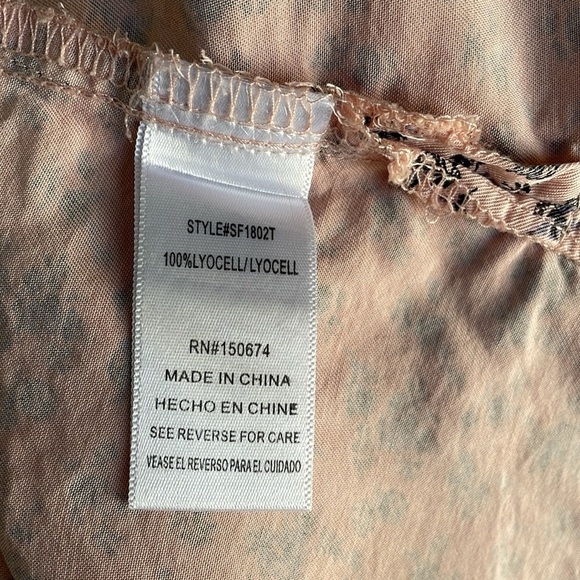 STYLE#SF1802T
100%LYOCELL/LYOCELL
RN#150674
MADE IN CHINA
HECHO EN CHINE
SEE REVERSE FOR CARE
VEASE EL REVERSO PARA EL CUIDADO